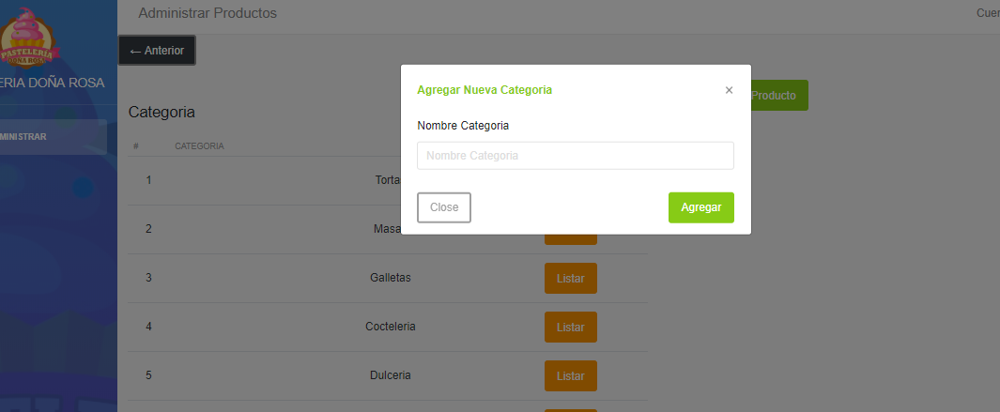 Administrar Productos
Cuen
← Anterior
PASTELERIA
DOÑA ROSA
ERIA DOÑA ROSA
MINISTRAR
Agregar Nueva Categoria
×
Producto
Nombre Categoria
Nombre Categoria
Close
Agregar
Categoria
# CATEGORIA
1 Torta
2 Masa
3 Galletas Listar
4 Cocteleria Listar
5 Dulceria Listar